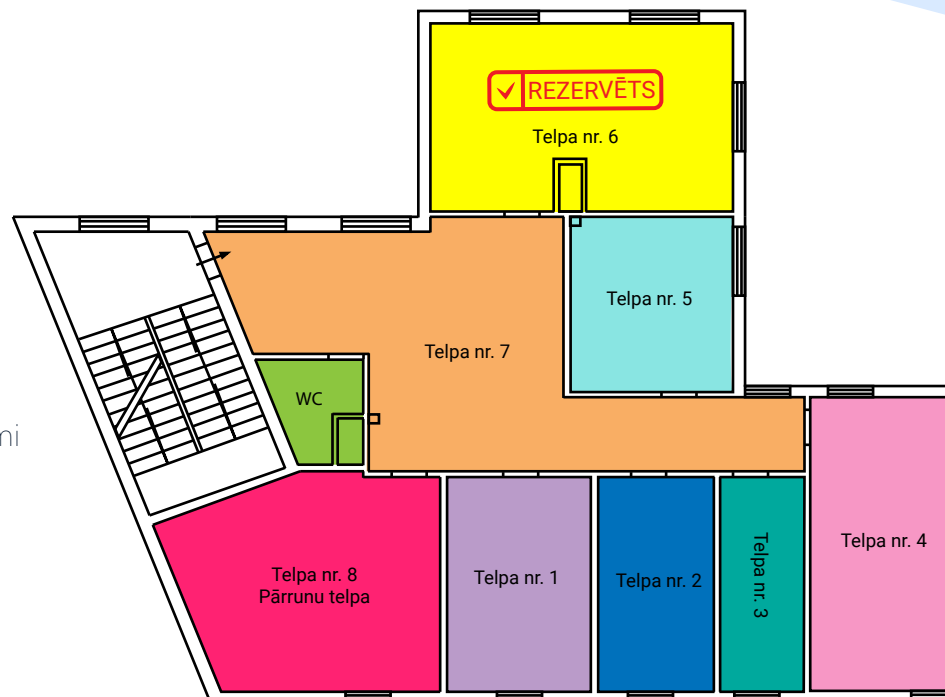 REZERVĒTS
Telpa nr. 6
Telpa nr. 5
Telpa nr. 7
WC
Telpa nr. 4
Telpa nr. 8
Pārrunu telpa
Telpa nr. 1
Telpa nr. 2
Telpa nr. 3